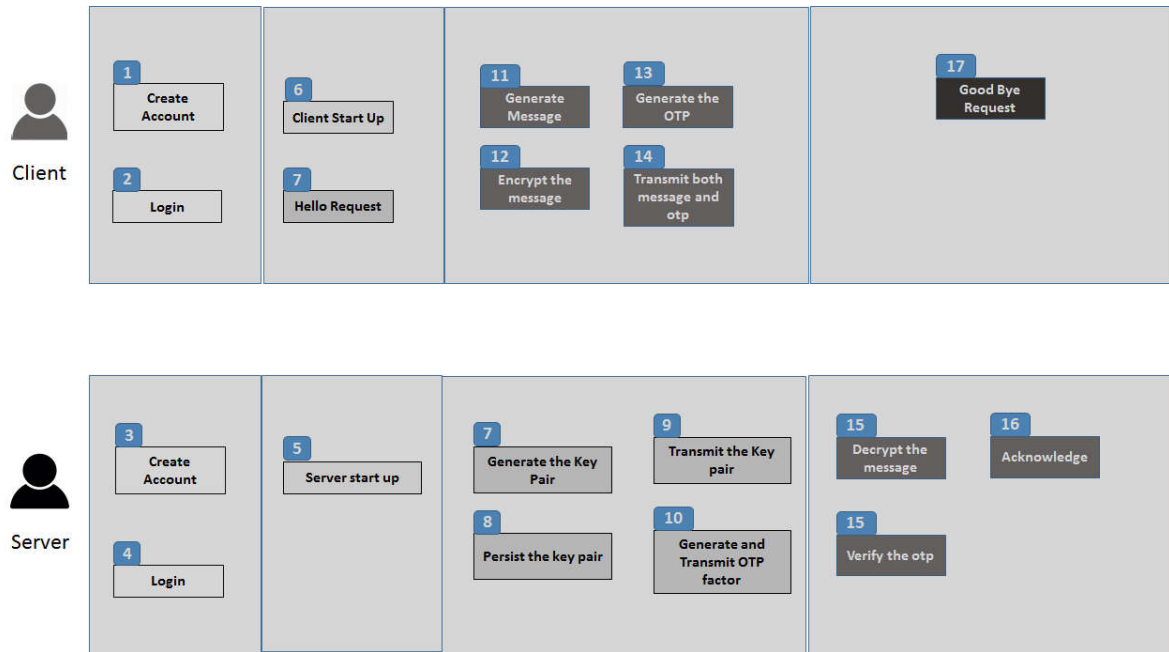 1
Create
Account
2
Login
Client
6
Client Start Up
7
Hello Request
11
Generate
Message
12
Encrypt the
message
13
Generate the
OTP
14
Transmit both
message and
otp
17
Good Bye
Request
3
Create
Account
4
Login
Server
5
Server start up
7
Generate the Key
Pair
8
Persist the key pair
9
Transmit the Key
pair
10
Generate and
Transmit OTP
factor
15
Decrypt the
message
15
Verify the otp
16
Acknowledge